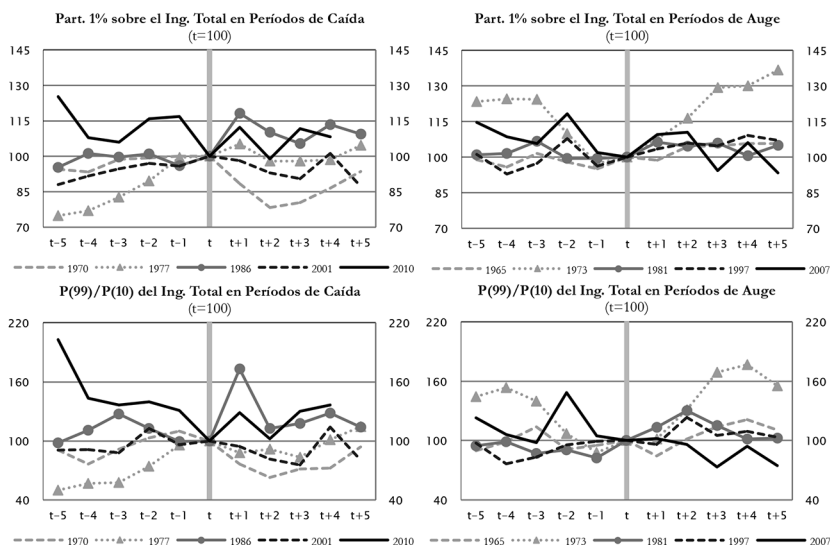 Part. 1% sobre el Ing. Total en Períodos de Caída
(t=100)
145 145
130 130
115 115
100 100
85 85
70 70
t-5 t-4 t-3 t-2 t-1 t t+1 t+2 t+3 t+4 t+5
1970 1977 1986 2001 2010
Part. 1% sobre el Ing. Total en Períodos de Auge
(t=100)
145 145
130 130
115 115
100 100
85 85
70 70
t-5 t-4 t-3 t-2 t-1 t t+1 t+2 t+3 t+4 t+5
1965 1973 1981 1997 2007
P(99)/P(10) del Ing. Total en Períodos de Caída
(t=100)
220 220
160 160
100 100
40 40
t-5 t-4 t-3 t-2 t-1 t t+1 t+2 t+3 t+4 t+5
1970 1977 1986 2001 2010
P(99)/P(10) del Ing. Total en Períodos de Auge
(t=100)
220 220
160 160
100 100
40 40
t-5 t-4 t-3 t-2 t-1 t t+1 t+2 t+3 t+4 t+5
1965 1973 1981 1997 2007